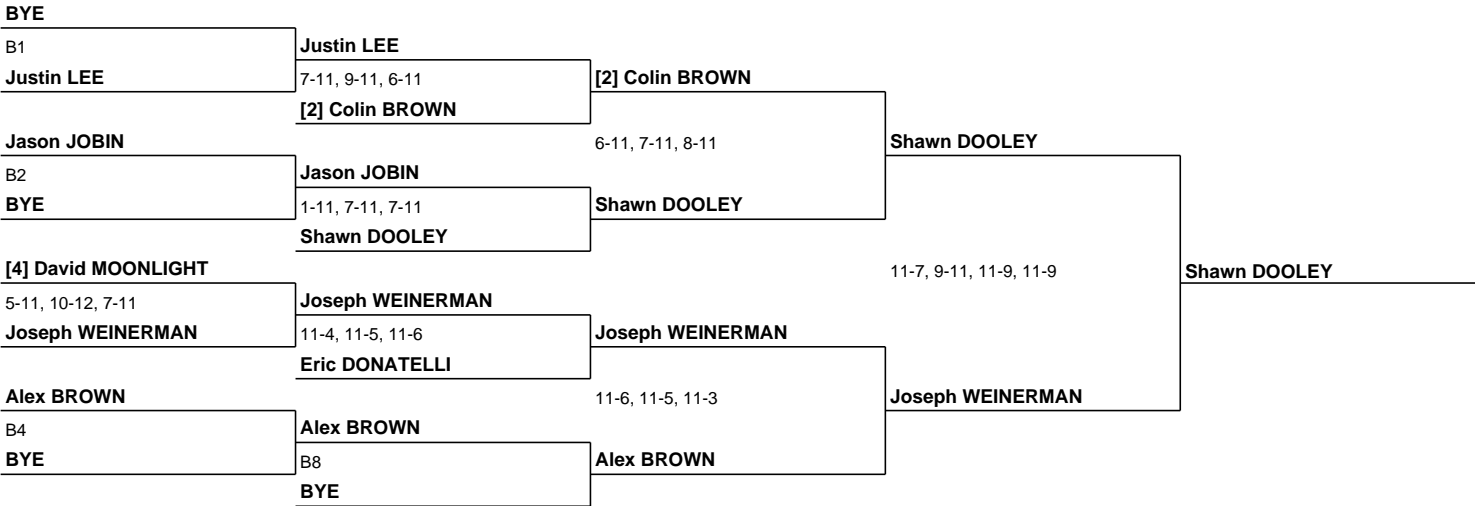 BYE
B1
Justin LEE
Justin LEE
7-11, 9-11, 6-11
[2] Colin BROWN
[2] Colin BROWN
Jason JOBIN
B2
BYE
Jason JOBIN
1-11, 7-11, 7-11
Shawn DOOLEY
6-11, 7-11, 8-11
Shawn DOOLEY
Shawn DOOLEY
[4] David MOONLIGHT
5-11, 10-12, 7-11
Joseph WEINERMAN
Joseph WEINERMAN
11-4, 11-5, 11-6
Eric DONATELLI
Joseph WEINERMAN
Alex BROWN
B4
BYE
Alex BROWN
B8
BYE
11-6, 11-5, 11-3
Alex BROWN
Joseph WEINERMAN
11-7, 9-11, 11-9, 11-9
Shawn DOOLEY